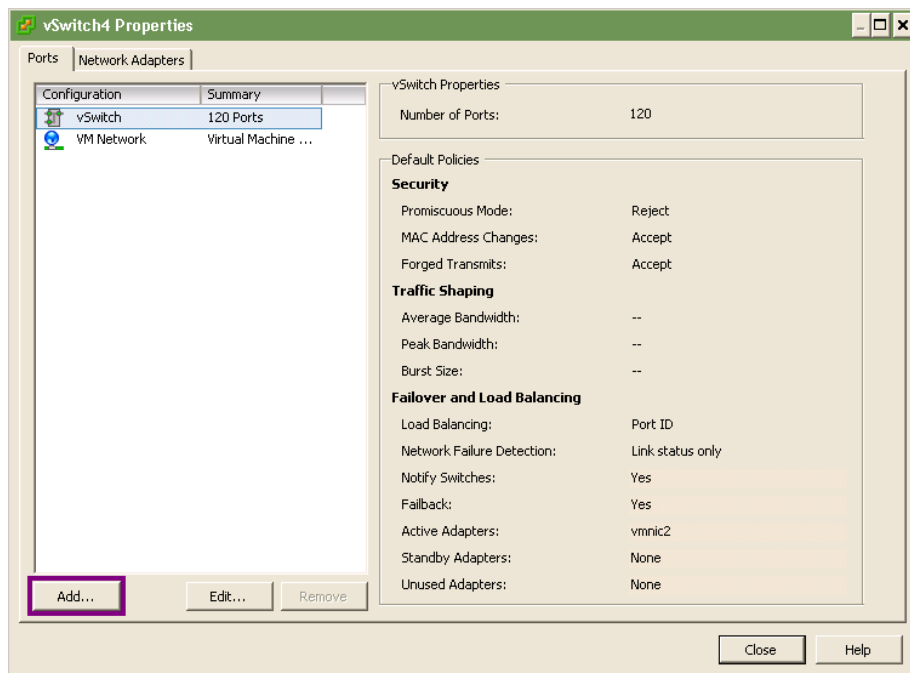 vSwitch4 Properties
Ports Network Adapters
Configuration Summary
vSwitch 120 Ports
VM Network Virtual Machine ...
Add... Edit... Remove
vSwitch Properties
Number of Ports: 120
Default Policies
Security
Promiscuous Mode: Reject
MAC Address Changes: Accept
Forged Transmits: Accept
Traffic Shaping
Average Bandwidth: --
Peak Bandwidth: --
Burst Size: --
Failover and Load Balancing
Load Balancing: Port ID
Network Failure Detection: Link status only
Notify Switches: Yes
Failback: Yes
Active Adapters: vmnic2
Standby Adapters: None
Unused Adapters: None
Close Help